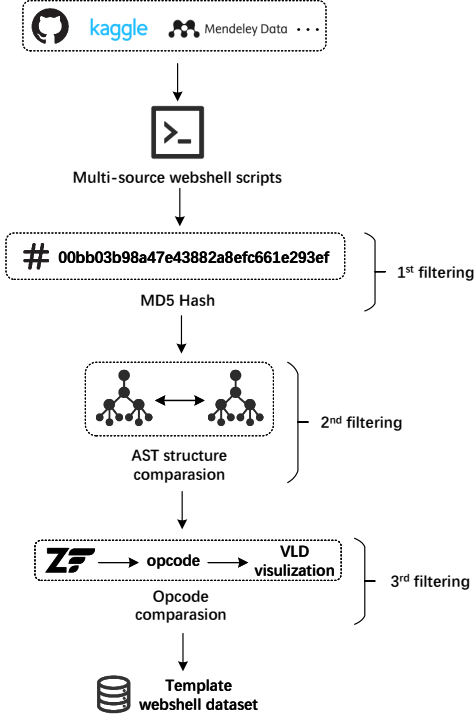 kaggle Mendeley Data ···
Multi-source webshell scripts
# 00bb03b98a47e43882a8efc661e293ef
MD5 Hash
1st filtering
AST structure
comparasion
2nd filtering
ZF opcode VLD
visulization
Opcode
comparasion
3rd filtering
Template
webshell dataset